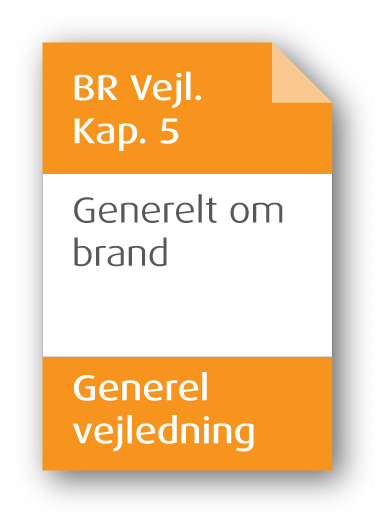 BR Vejl.
Kap. 5
Generelt om
brand
Generel
vejledning